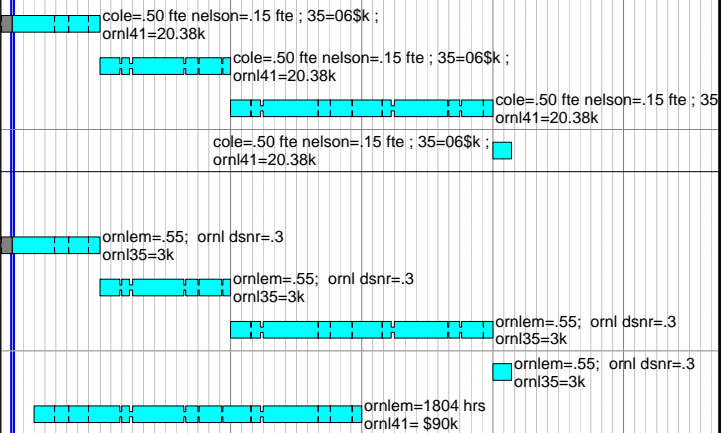 cole=.50 fte nelson=.15 fte ; 35=06$k ;
ornl41=20.38k
cole=.50 fte nelson=.15 fte ; 35=06$k ;
ornl41=20.38k
cole=.50 fte nelson=.15 fte ; 35
ornl41=20.38k
cole=.50 fte nelson=.15 fte ; 35=06$k ;
ornl41=20.38k
ornlem=.55;  ornl dsnr=.3
ornl35=3k
ornlem=.55;  ornl dsnr=.3
ornl35=3k
ornlem=.55;  ornl dsnr=.3
ornl35=3k
ornlem=.55;  ornl dsnr=.3
ornl35=3k
ornlem=1804 hrs
ornl41= $90k